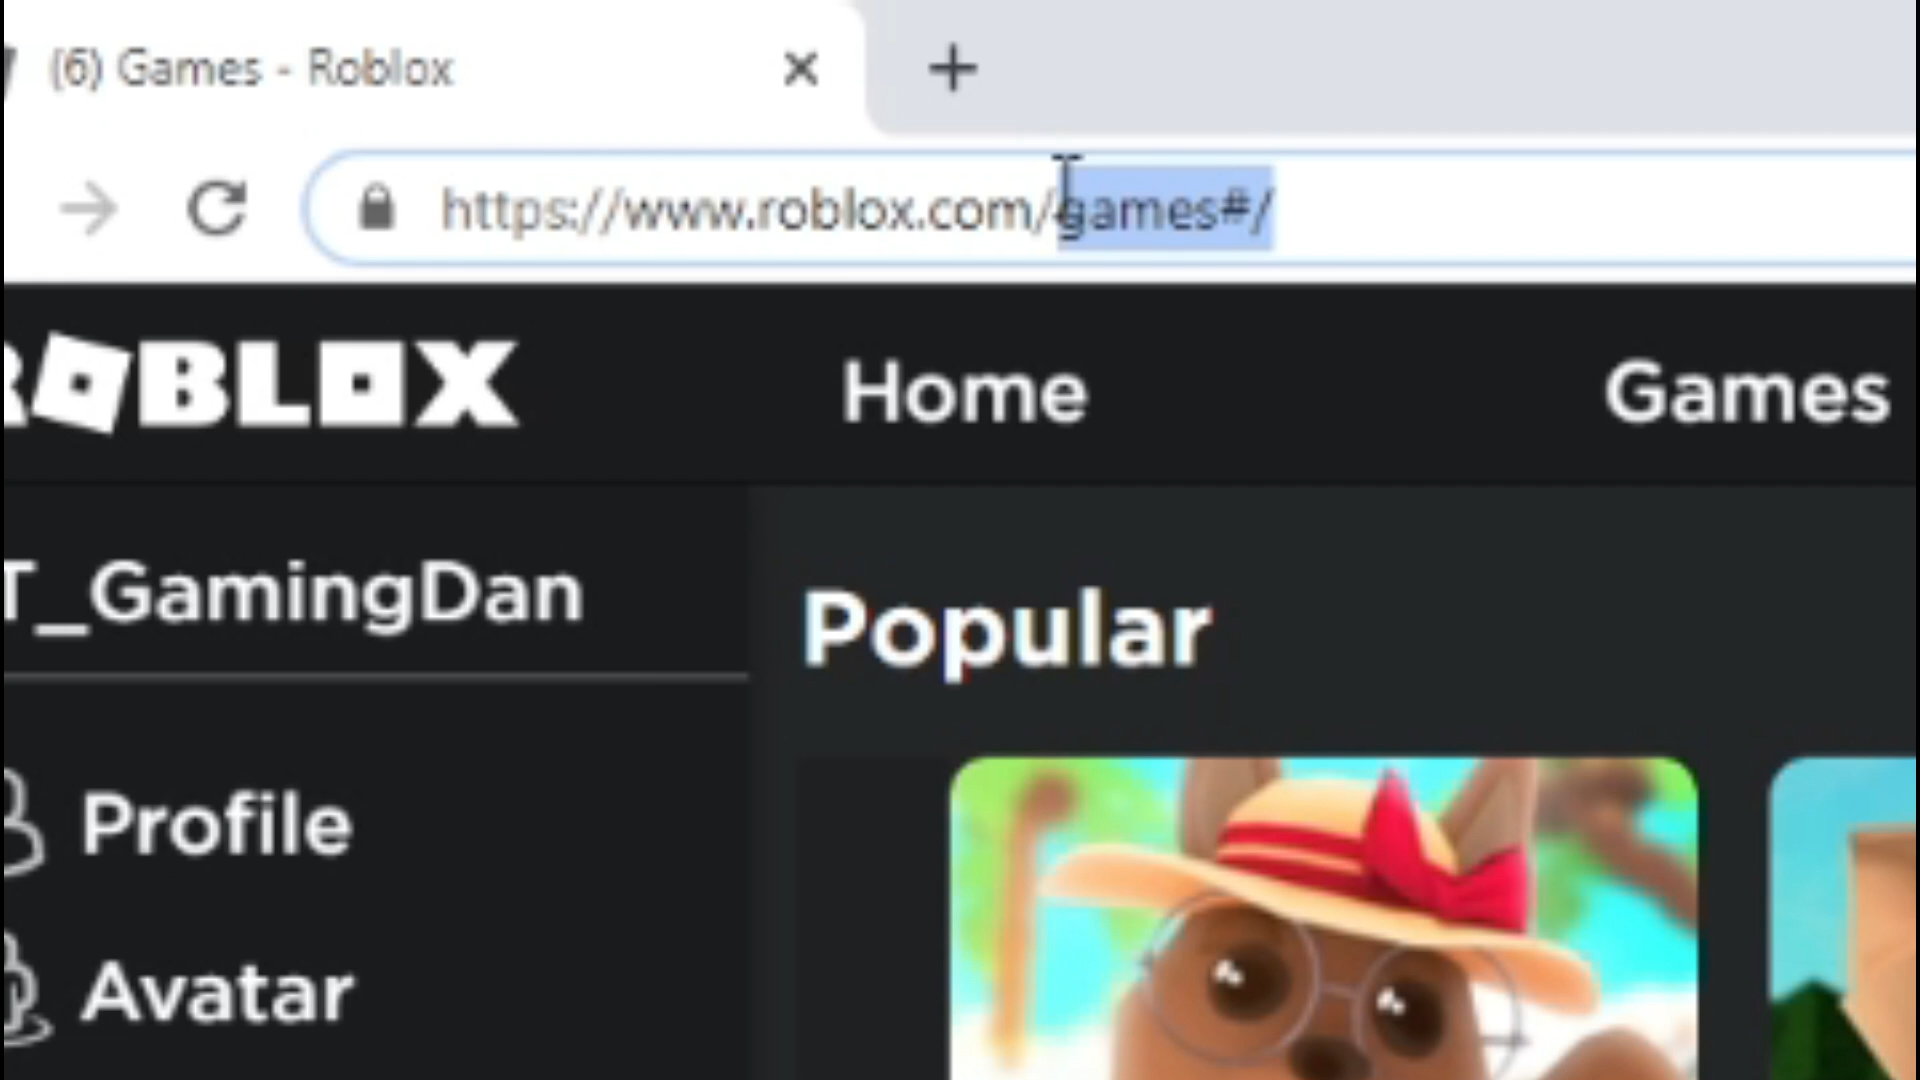 (6) Games - Roblox
https://www.roblox.com/games#/
ROBLOX
Home
Games
T_GamingDan
Popular
Profile
Avatar